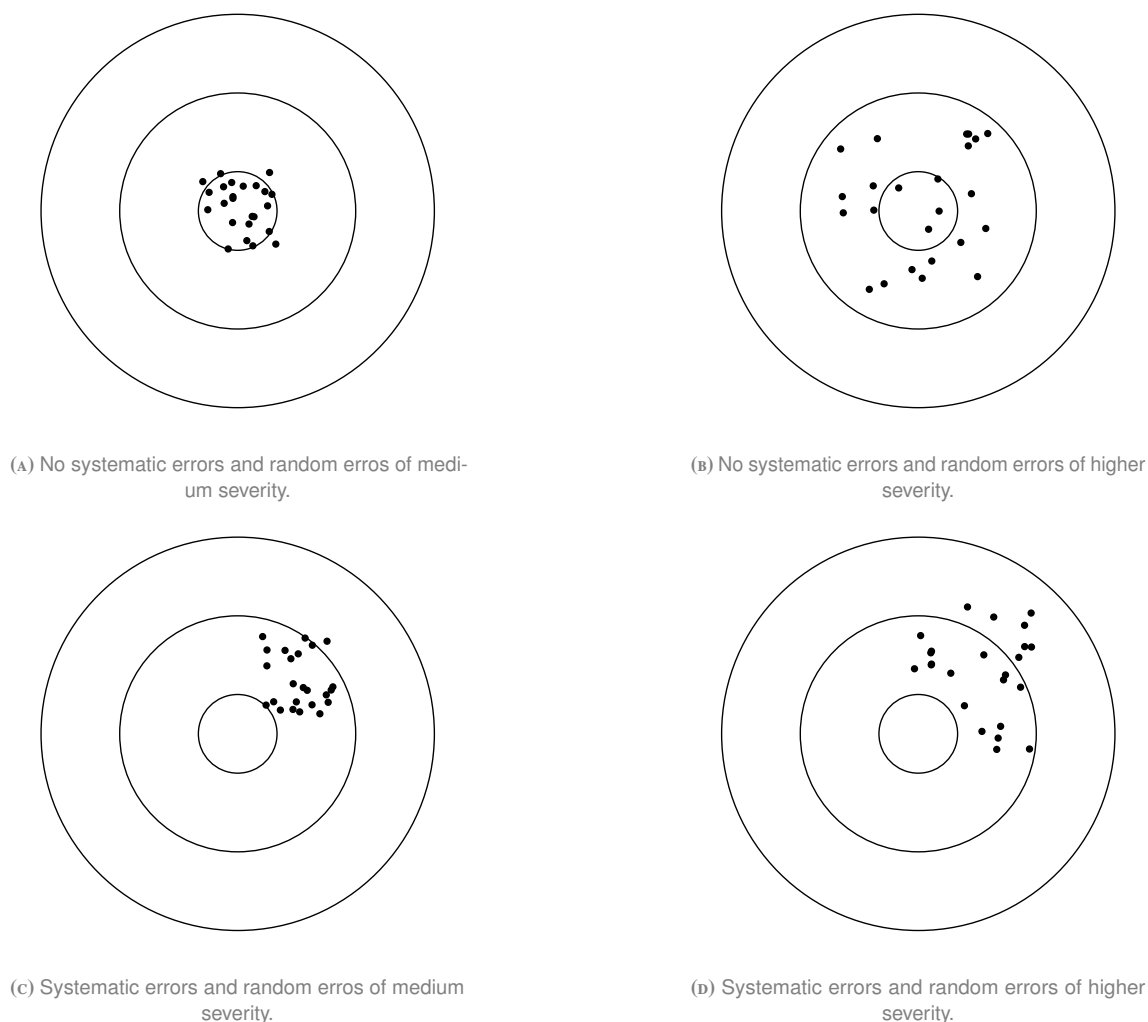 (A) No systematic errors and random erros of medi-
um severity.
(B) No systematic errors and random errors of higher
severity.
(C) Systematic errors and random erros of medium
severity.
(D) Systematic errors and random errors of higher
severity.